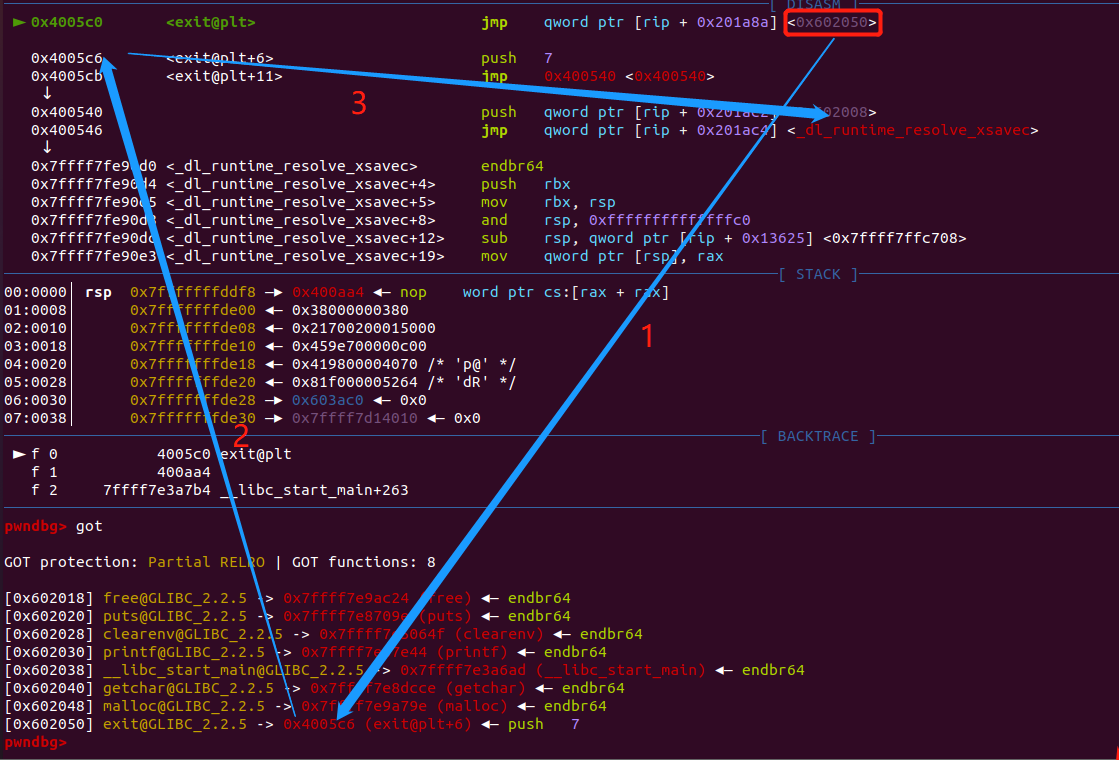 [ DISASM ]
► 0x4005c0 <exit@plt> jmp qword ptr [rip + 0x201a8a] <0x602050>
0x4005c6 <exit@plt+6> push 7
0x4005cb <exit@plt+11> jmp 0x400540 <0x400540>
↓
3
0x400540 push qword ptr [rip +
0x400546 jmp qword ptr [rip + 0x201ac4] <_dl_runtime_resolve_xsavec>
↓
0x7ffff7fe90d0 <_dl_runtime_resolve_xsavec> endbr64
0x7ffff7fe90d4 <_dl_runtime_resolve_xsavec+4> push rbx
0x7ffff7fe90d5 <_dl_runtime_resolve_xsavec+5> mov rbx, rsp
0x7ffff7fe90d8 <_dl_runtime_resolve_xsavec+8> and rsp, 0xffffffffffffffc0
0x7ffff7fe90dc <_dl_runtime_resolve_xsavec+12> sub rsp, qword ptr [rip + 0x13625] <0x7ffff7ffc708>
0x7ffff7fe90e3 <_dl_runtime_resolve_xsavec+19> mov qword ptr [rsp], rax
[ STACK ]
00:0000│ rsp 0x7fffffffddf8 —► 0x400aa4 ◄— nop word ptr cs:[rax + rax]
01:0008│ 0x7fffffffde00 ◄— 0x38000000380
02:0010│ 0x7fffffffde08 ◄— 0x21700200015000
1
03:0018│ 0x7fffffffde10 ◄— 0x459e700000c00
04:0020│ 0x7fffffffde18 ◄— 0x419800004070 /* 'p@' */
05:0028│ 0x7fffffffde20 ◄— 0x81f000005264 /* 'dR' */
06:0030│ 0x7fffffffde28 —► 0x603ac0 ◄— 0x0
07:0038│ 0x7fffffffde30 —► 0x7ffff7d14010 ◄— 0x0
2
[ BACKTRACE ]
► f 0 4005c0 exit@plt
f 1 400aa4
f 2 7ffff7e3a7b4 __libc_start_main+263
pwndbg> got
GOT protection: Partial RELRO | GOT functions: 8
[0x602018] free@GLIBC_2.2.5 -> 0x7ffff7e9ac24 (free) ◄— endbr64
[0x602020] puts@GLIBC_2.2.5 -> (puts) ◄— endbr64
[0x602028] clearenv@GLIBC_2.2.5 -> (clearenv) ◄— endbr64
[0x602030] printf@GLIBC_2.2.5 -> (printf) ◄— endbr64
[0x602038] __libc_start_main@GLIBC_2.2.5 -> 0x7ffff7e3a6ad (__libc_start_main) ◄— endbr64
[0x602040] getchar@GLIBC_2.2.5 -> 0x7ffff7e8dcce (getchar) ◄— endbr64
[0x602048] malloc@GLIBC_2.2.5 -> 0x7ffff7e9a79e (malloc) ◄— endbr64
[0x602050] exit@GLIBC_2.2.5 -> 0x4005c6 (exit@plt+6) ◄— push 7
pwndbg>